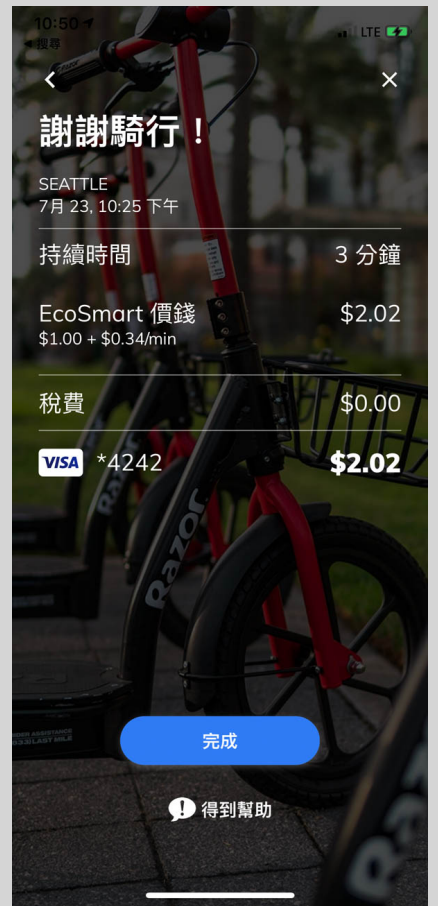 10:50
LTE
◀ 搜尋
謝謝騎行！
SEATTLE
7月 23, 10:25 下午
持續時間 3 分鐘
EcoSmart 價錢 $2.02
$1.00 + $0.34/min
稅費 $0.00
VISA *4242 $2.02
Razor
Razor
完成
得到幫助